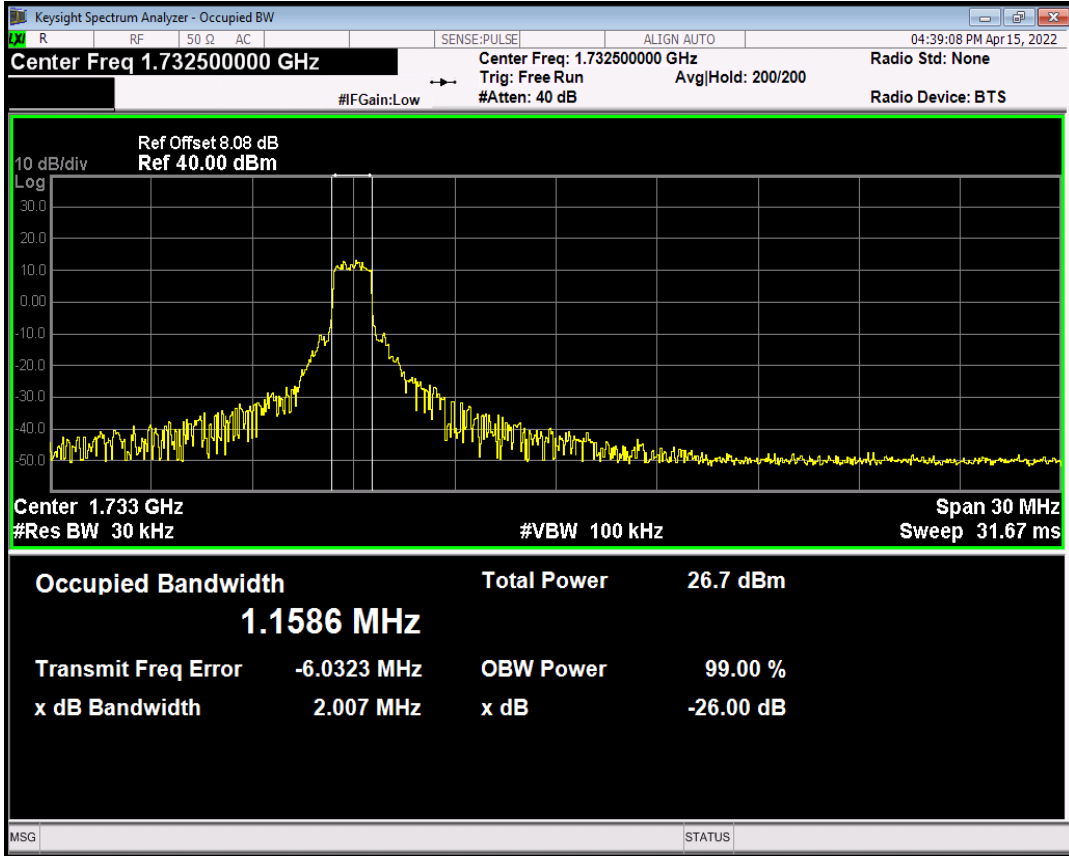 Keysight Spectrum Analyzer - Occupied BW
LXI R RF 50 Ω AC SENSE:PULSE ALIGN AUTO 04:39:08 PM Apr 15, 2022
Center Freq 1.732500000 GHz
Center Freq: 1.732500000 GHz Radio Std: None
Trig: Free Run Avg|Hold: 200/200
#IFGain:Low #Atten: 40 dB Radio Device: BTS
Ref Offset 8.08 dB
10 dB/div Ref 40.00 dBm
Log
30.0
20.0
10.0
0.00
-10.0
-20.0
-30.0
-40.0
-50.0
Center 1.733 GHz Span 30 MHz
#Res BW 30 kHz #VBW 100 kHz Sweep 31.67 ms
Occupied Bandwidth Total Power 26.7 dBm
1.1586 MHz
Transmit Freq Error -6.0323 MHz OBW Power 99.00 %
x dB Bandwidth 2.007 MHz x dB -26.00 dB
MSG STATUS